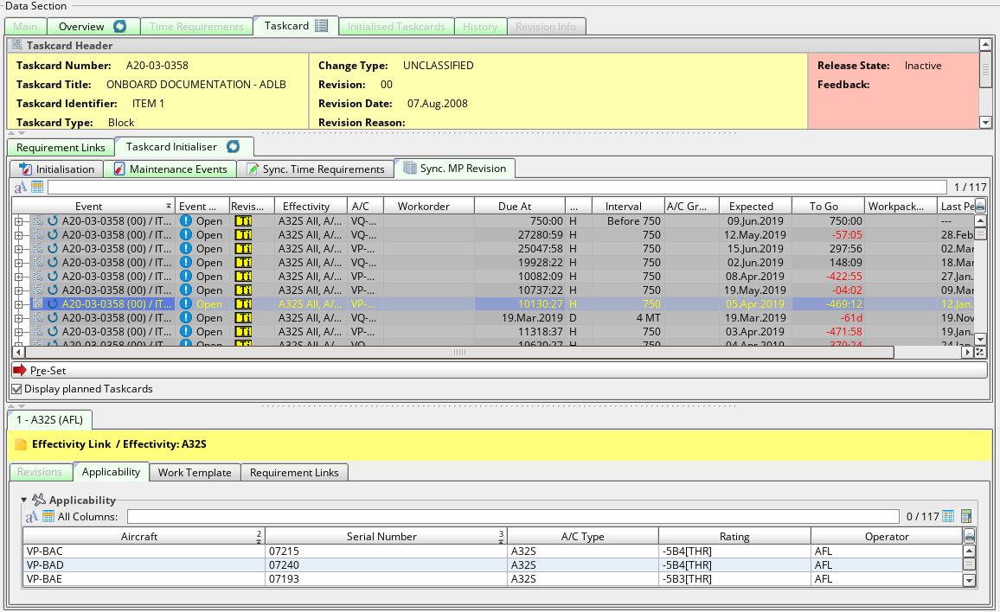 Data Section
Main Overview Time Requirements Taskcard Initialised Taskcards History Revision Info
Taskcard Header
Taskcard Number: A20-03-0358 Change Type: UNCLASSIFIED Release State: Inactive
Taskcard Title: ONBOARD DOCUMENTATION - ADLB Revision: 00 Feedback:
Taskcard Identifier: ITEM 1 Revision Date: 07.Aug.2008
Taskcard Type: Block Revision Reason:
Requirement Links Taskcard Initialiser
Initialisation Maintenance Events Sync. Time Requirements Sync. MP Revision
1 / 117
Event Event ... Revis... Effectivity A/C Workorder Due At ... Interval A/C Gr... Expected To Go Workpack... Last Pe
A20-03-0358 (00) / IT... Open Ti A32S All, A/... VQ-... 750:00 H Before 750 09.Jun.2019 750:00 ---
A20-03-0358 (00) / IT... Open Ti A32S All, A/... VQ-... 27280:59 H 750 12.May.2019 -57:05 28.Feb
A20-03-0358 (00) / IT... Open Ti A32S All, A/... VP-... 25047:58 H 750 15.Jun.2019 297:56 02.Mar
A20-03-0358 (00) / IT... Open Ti A32S All, A/... VQ-... 19928:22 H 750 02.Jun.2019 148:09 18.Mar
A20-03-0358 (00) / IT... Open Ti A32S All, A/... VP-... 10082:09 H 750 08.Apr.2019 -422:55 27.Jan.
A20-03-0358 (00) / IT... Open Ti A32S All, A/... VP-... 10737:22 H 750 19.May.2019 -04:02 09.Mar
A20-03-0358 (00) / IT... Open Ti A32S All, A/... VP-... 10130:27 H 750 05.Apr.2019 -469:12 12.Jan.
A20-03-0358 (00) / IT... Open Ti A32S All, A/... VQ-... 19.Mar.2019 D 4 MT 19.Mar.2019 -61d 19.Nov
A20-03-0358 (00) / IT... Open Ti A32S All, A/... VP-... 11318:37 H 750 03.Apr.2019 -471:58 19.Jan.
A20-03-0358 (00) / IT... Open Ti A32S All, A/... VQ-... 19620:27 H 750 04.Apr.2019 -379:24 24.Jan
Pre-Set
Display planned Taskcards
1 - A32S (AFL)
Effectivity Link / Effectivity: A32S
Revisions Applicability Work Template Requirement Links
Applicability
All Columns: 0 / 117
Aircraft 2 Serial Number 3 A/C Type Rating Operator
VP-BAC 07215 A32S -5B4[THR] AFL
VP-BAD 07240 A32S -5B4[THR] AFL
VP-BAE 07193 A32S -5B3[THR] AFL